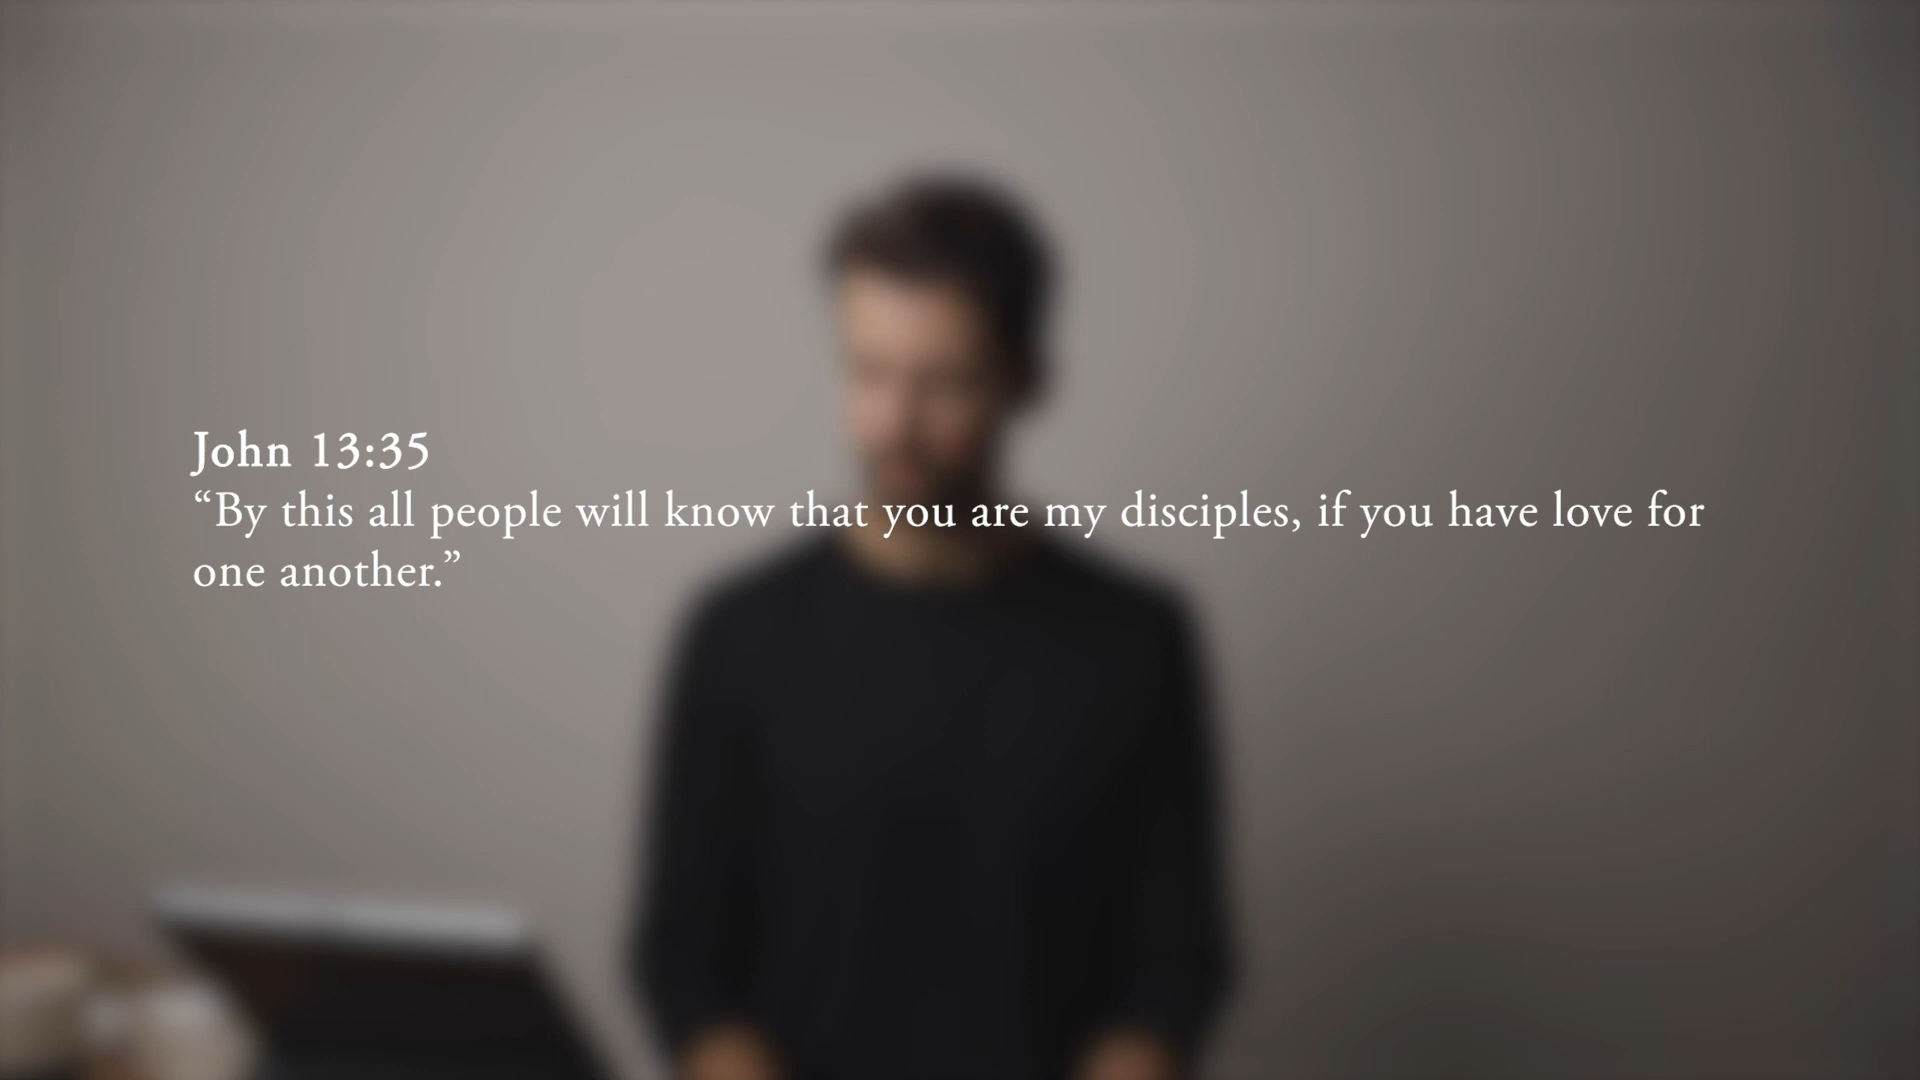 John 13:35
“By this all people will know that you are my disciples, if you have love for
one another.”